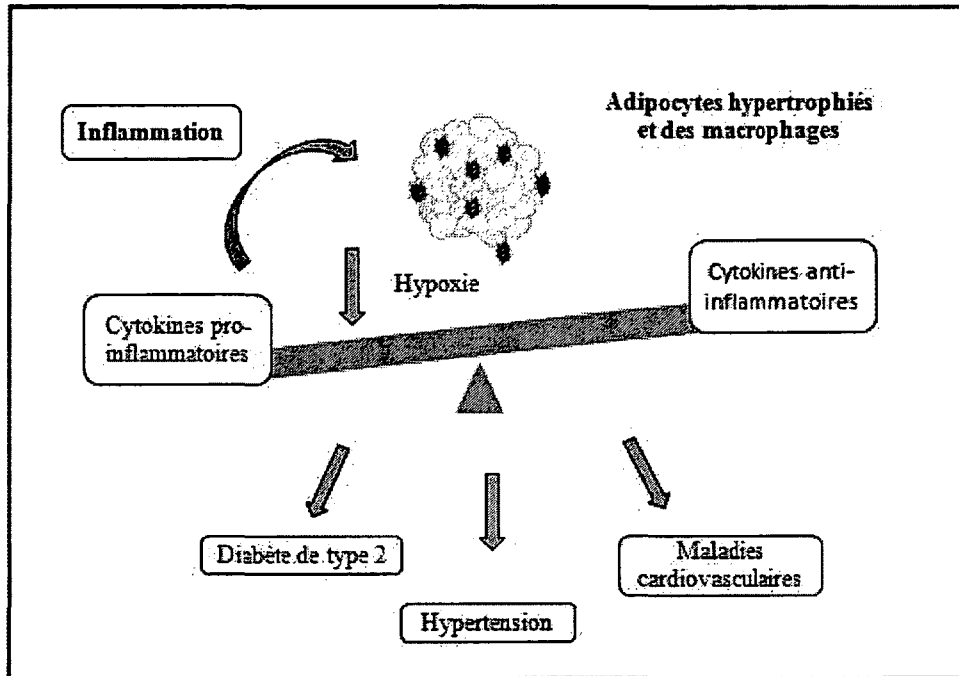 Inflammation
Adipocytes hypertrophiés
et des macrophages
Hypoxie
Cytokines anti-
inflammatoires
Cytokines pro-
inflammatoires
Diabète de type 2
Hypertension
Maladies
cardiovasculaires